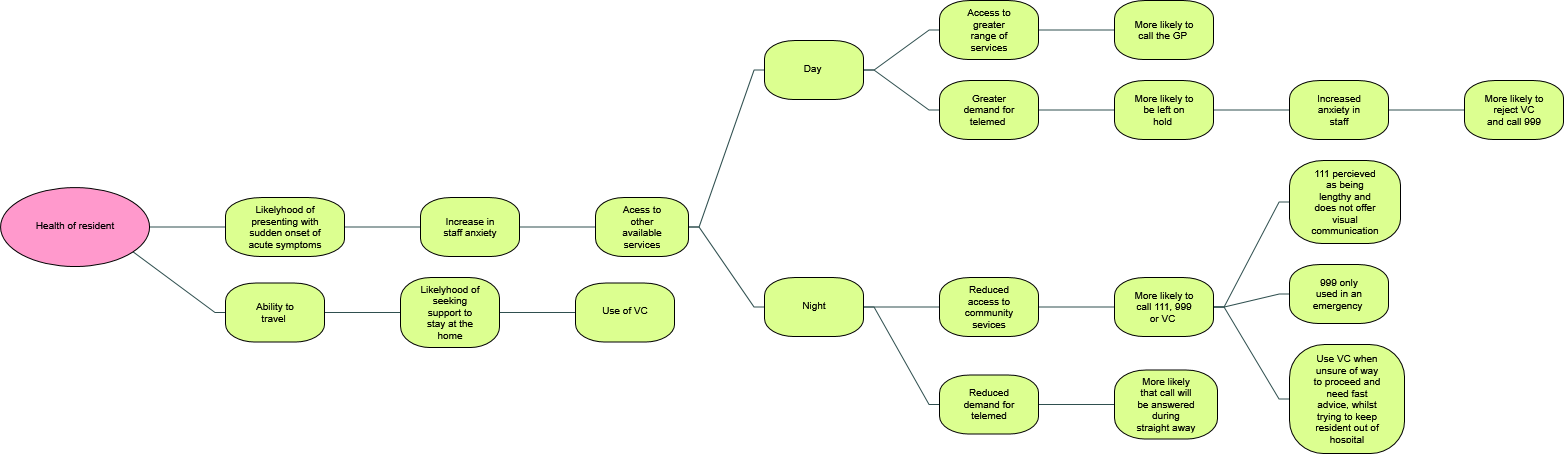 Health of resident
Likelyhood of
presenting with
sudden onset of
acute symptoms
Increase in
staff anxiety
Acess to
other
available
services
Day
Access to
greater
range of
services
More likely to
call the GP
Greater
demand for
telemed
More likely to
be left on
hold
Increased
anxiety in
staff
More likely to
reject VC
and call 999
Night
Reduced
access to
community
sevices
More likely to
call 111, 999
or VC
111 percieved
as being
lengthy and
does not offer
visual
communication
999 only
used in an
emergency
Use VC when
unsure of way
to proceed and
need fast
advice, whilst
trying to keep
resident out of
hospital
Reduced
demand for
telemed
More likely
that call will
be answered
during
straight away
Ability to
travel
Likelyhood of
seeking
support to
stay at the
home
Use of VC